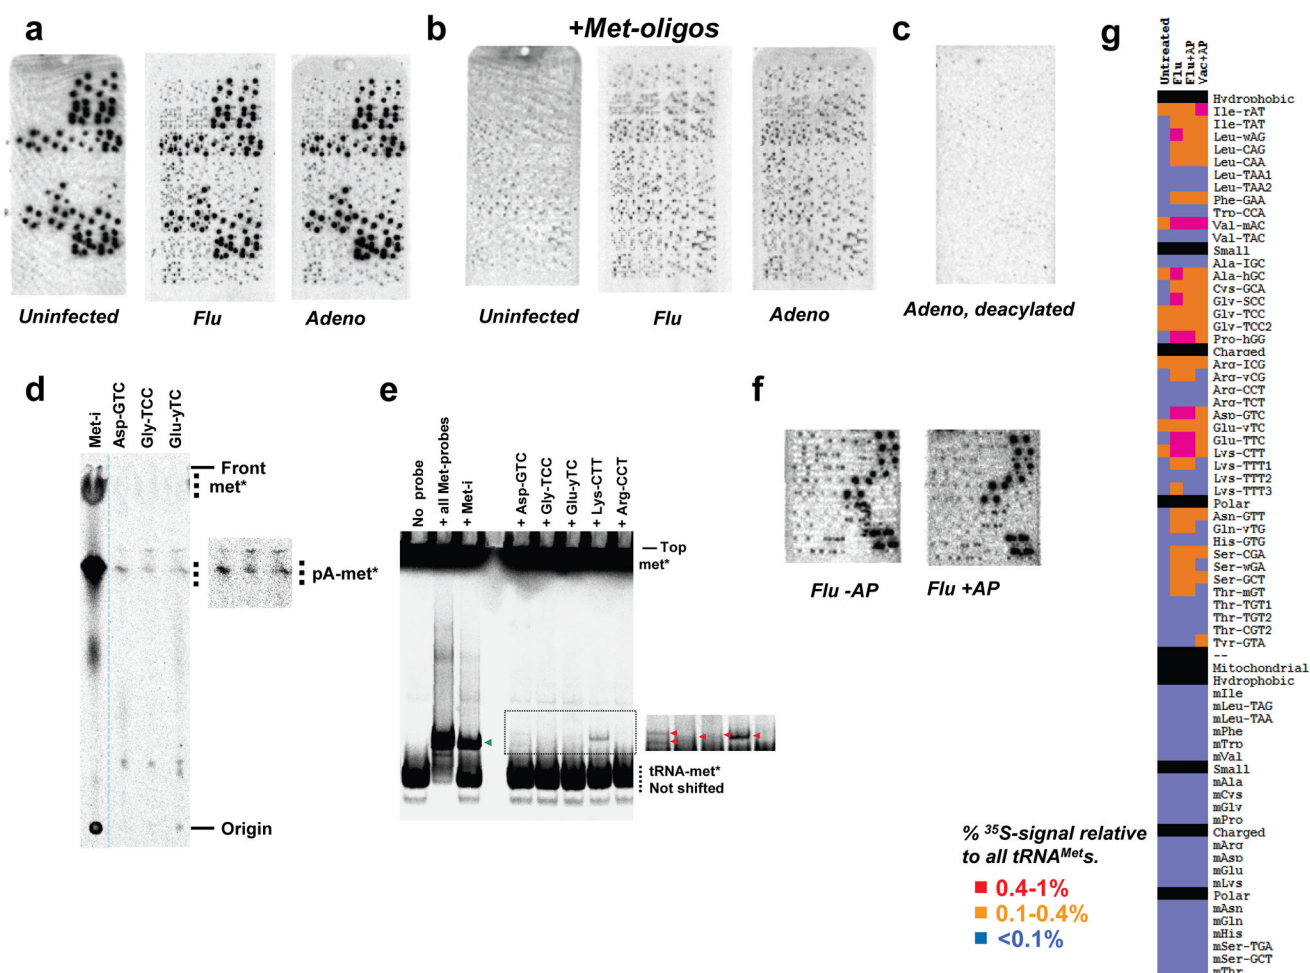 a
b
+Met-oligos
c
g
Uninfected
Flu
Adeno
Uninfected
Flu
Adeno
Adeno, deacylated
d
Met-i
Asp-GTC
Gly-TCC
Glu-yTC
Front
met*
pA-met*
Origin
e
No probe
+ all Met-probes
+ Met-i
+ Asp-GTC
+ Gly-TCC
+ Glu-yTC
+ Lys-CTT
+ Arg-CCT
Top
met*
tRNA-met*
Not shifted
f
Flu -AP
Flu +AP
% ³⁵S-signal relative
to all tRNAᴹᵉᵗs.
0.4-1%
0.1-0.4%
<0.1%
Untreated
Flu
Flu+AP
Vac+AP
Hydrophobic
Ile-rAT
Ile-TAT
Leu-wAG
Leu-CAG
Leu-CAA
Leu-TAA1
Leu-TAA2
Phe-GAA
Trp-CCA
Val-mAC
Val-TAC
Small
Ala-IGC
Ala-hGC
Cys-GCA
Gly-SCC
Gly-TCC
Gly-TCC2
Pro-hGG
Charged
Arg-ICG
Arg-yCG
Arg-CCT
Arg-TCT
Asp-GTC
Glu-yTC
Glu-TTC
Lys-CTT
Lys-TTT1
Lys-TTT2
Lys-TTT3
Polar
Asn-GTT
Gln-yTG
His-GTG
Ser-CGA
Ser-wGA
Ser-GCT
Thr-mGT
Thr-TGT1
Thr-TGT2
Thr-CGT2
Tyr-GTA
--
Mitochondrial
Hydrophobic
mIle
mLeu-TAG
mLeu-TAA
mPhe
mTrp
mVal
Small
mAla
mCys
mGly
mPro
Charged
mArg
mAsp
mGlu
mLys
Polar
mAsn
mGln
mHis
mSer-TGA
mSer-GCT
mThr